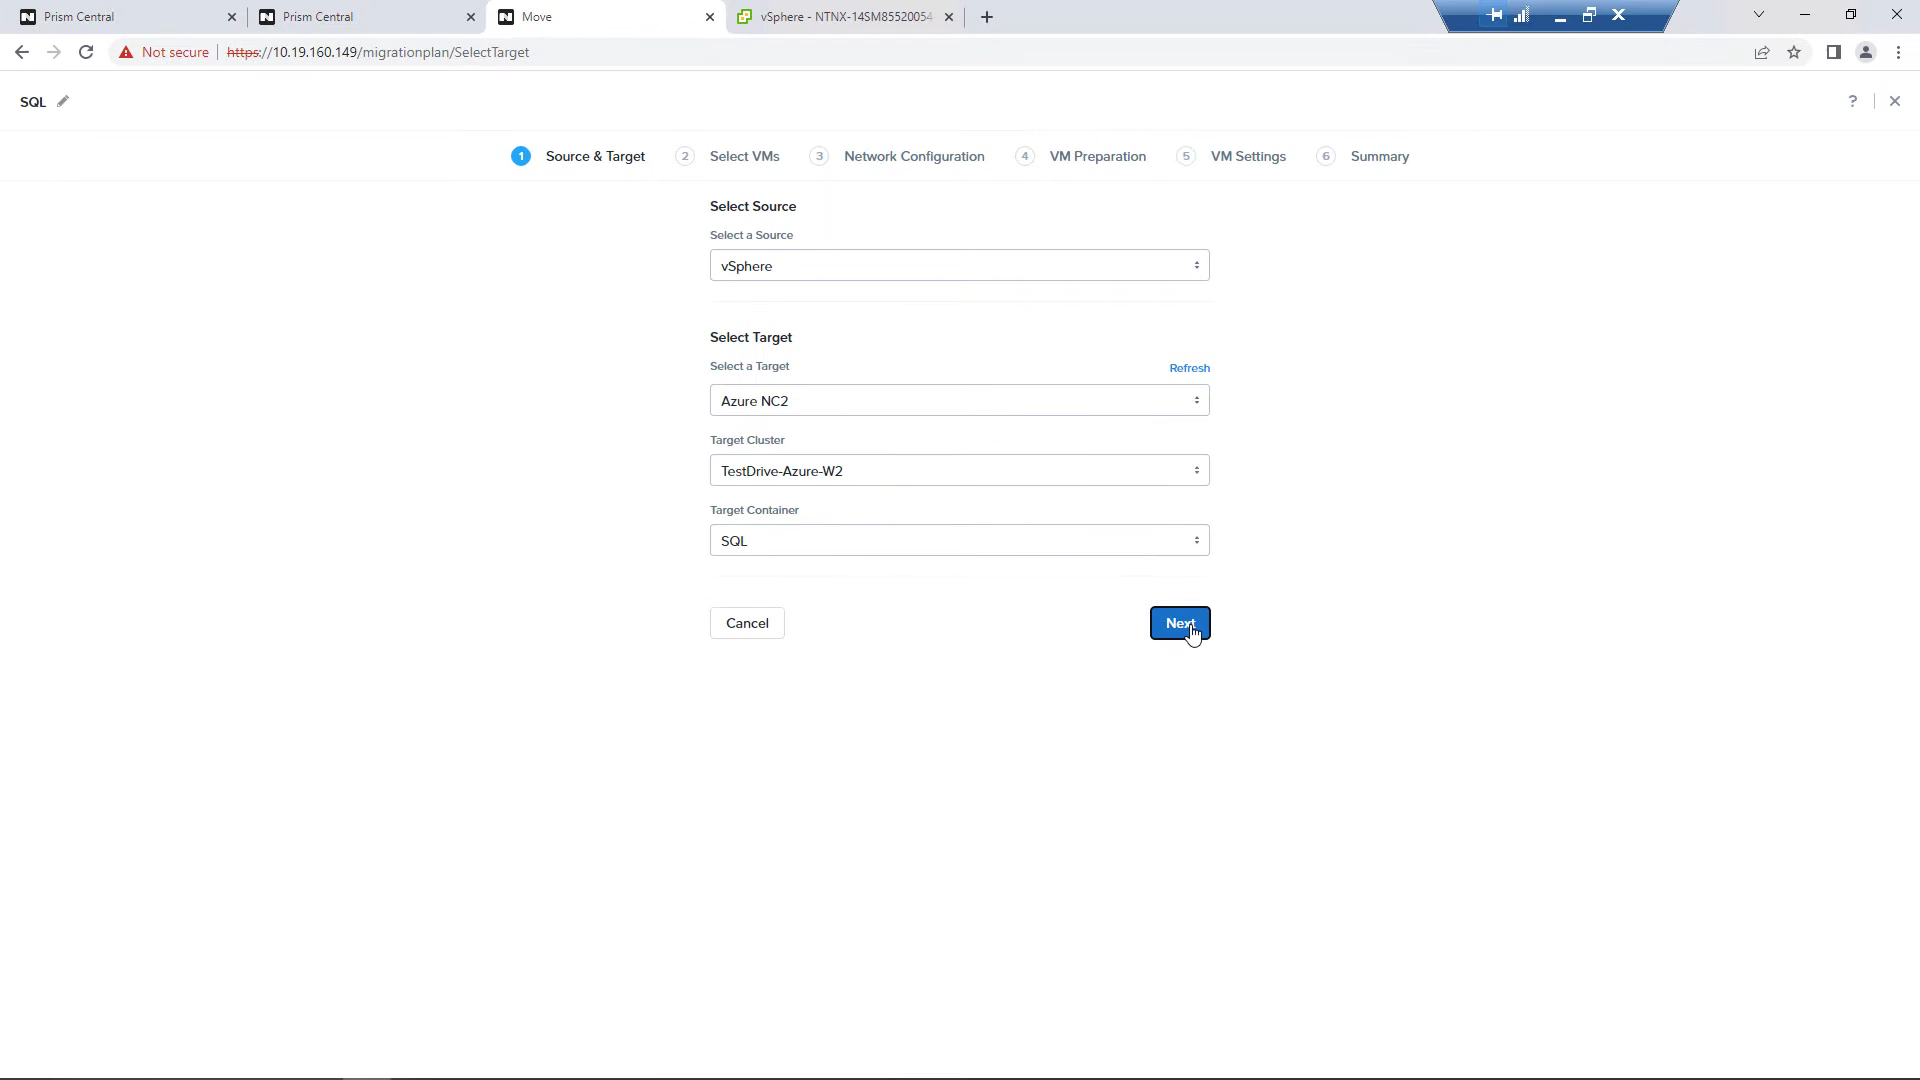 Prism Central
Prism Central
Move
vSphere - NTNX-14SM85520054
Not secure
https://10.19.160.149/migrationplan/SelectTarget
SQL
?
1 Source & Target
2 Select VMs
3 Network Configuration
4 VM Preparation
5 VM Settings
6 Summary
Select Source
Select a Source
vSphere
Select Target
Select a Target
Refresh
Azure NC2
Target Cluster
TestDrive-Azure-W2
Target Container
SQL
Cancel
Next